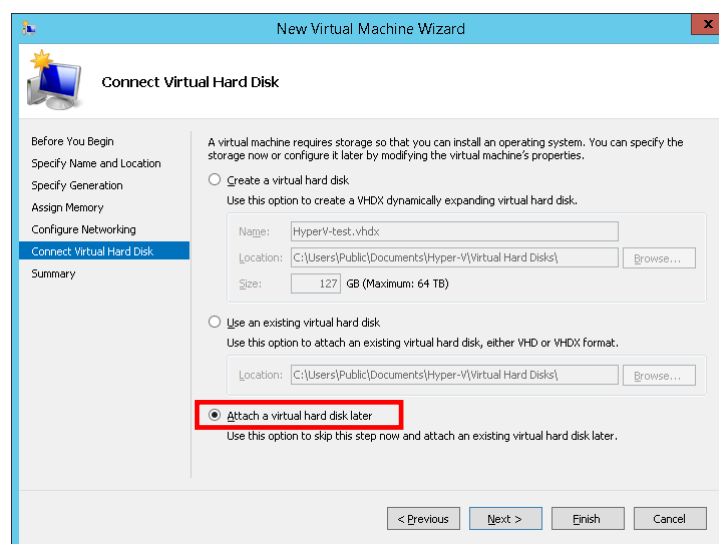 New Virtual Machine Wizard
x
Connect Virtual Hard Disk
Before You Begin
Specify Name and Location
Specify Generation
Assign Memory
Configure Networking
Connect Virtual Hard Disk
Summary
A virtual machine requires storage so that you can install an operating system. You can specify the
storage now or configure it later by modifying the virtual machine's properties.
Create a virtual hard disk
Use this option to create a VHDX dynamically expanding virtual hard disk.
Name: HyperV-test.vhdx
Location: C:\Users\Public\Documents\Hyper-V\Virtual Hard Disks\ Browse...
Size: 127 GB (Maximum: 64 TB)
Use an existing virtual hard disk
Use this option to attach an existing virtual hard disk, either VHD or VHDX format.
Location: C:\Users\Public\Documents\Hyper-V\Virtual Hard Disks\ Browse...
Attach a virtual hard disk later
Use this option to skip this step now and attach an existing virtual hard disk later.
< Previous Next > Finish Cancel